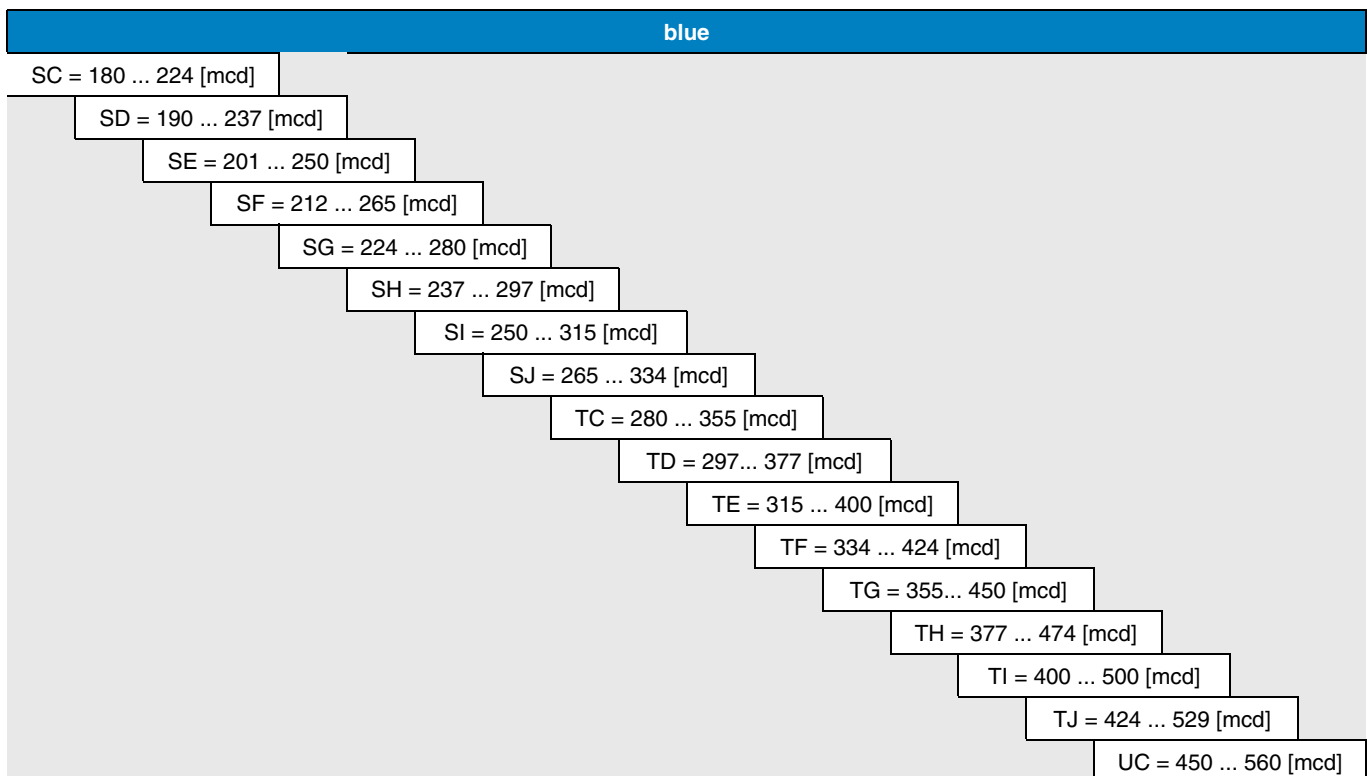 blue
SC = 180 ... 224 [mcd]
SD = 190 ... 237 [mcd]
SE = 201 ... 250 [mcd]
SF = 212 ... 265 [mcd]
SG = 224 ... 280 [mcd]
SH = 237 ... 297 [mcd]
SI = 250 ... 315 [mcd]
SJ = 265 ... 334 [mcd]
TC = 280 ... 355 [mcd]
TD = 297... 377 [mcd]
TE = 315 ... 400 [mcd]
TF = 334 ... 424 [mcd]
TG = 355... 450 [mcd]
TH = 377 ... 474 [mcd]
TI = 400 ... 500 [mcd]
TJ = 424 ... 529 [mcd]
UC = 450 ... 560 [mcd]